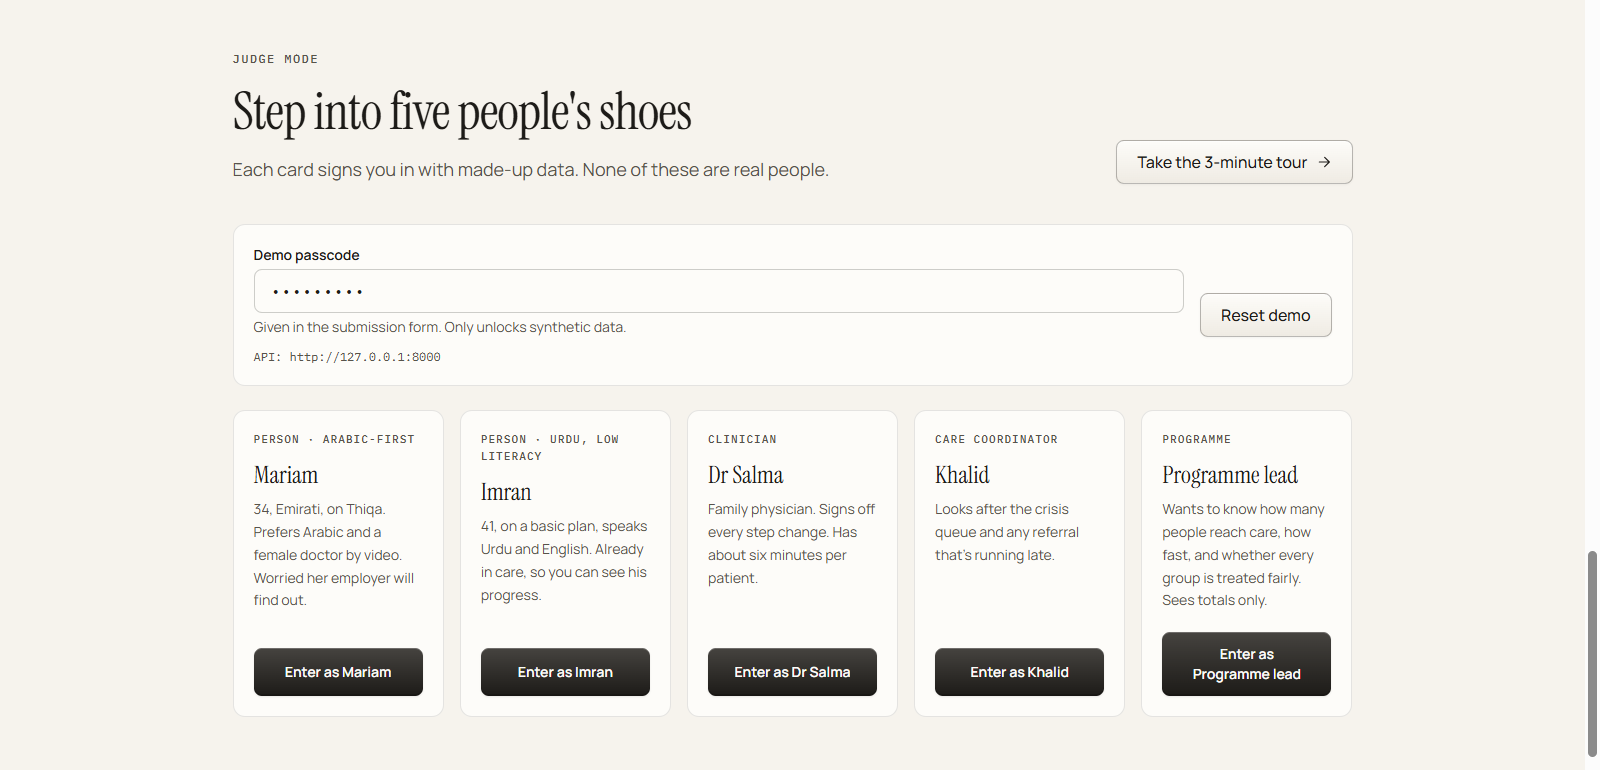 JUDGE MODE
Step into five people's shoes
Each card signs you in with made-up data. None of these are real people.
Take the 3-minute tour →
Demo passcode
•••••••••
Given in the submission form. Only unlocks synthetic data.
API: http://127.0.0.1:8000
Reset demo
PERSON · ARABIC-FIRST
Mariam
34, Emirati, on Thiqa.
Prefers Arabic and a
female doctor by video.
Worried her employer will
find out.
Enter as Mariam
PERSON · URDU, LOW
LITERACY
Imran
41, on a basic plan, speaks
Urdu and English. Already
in care, so you can see his
progress.
Enter as Imran
CLINICIAN
Dr Salma
Family physician. Signs off
every step change. Has
about six minutes per
patient.
Enter as Dr Salma
CARE COORDINATOR
Khalid
Looks after the crisis
queue and any referral
that's running late.
Enter as Khalid
PROGRAMME
Programme lead
Wants to know how many
people reach care, how
fast, and whether every
group is treated fairly.
Sees totals only.
Enter as
Programme lead